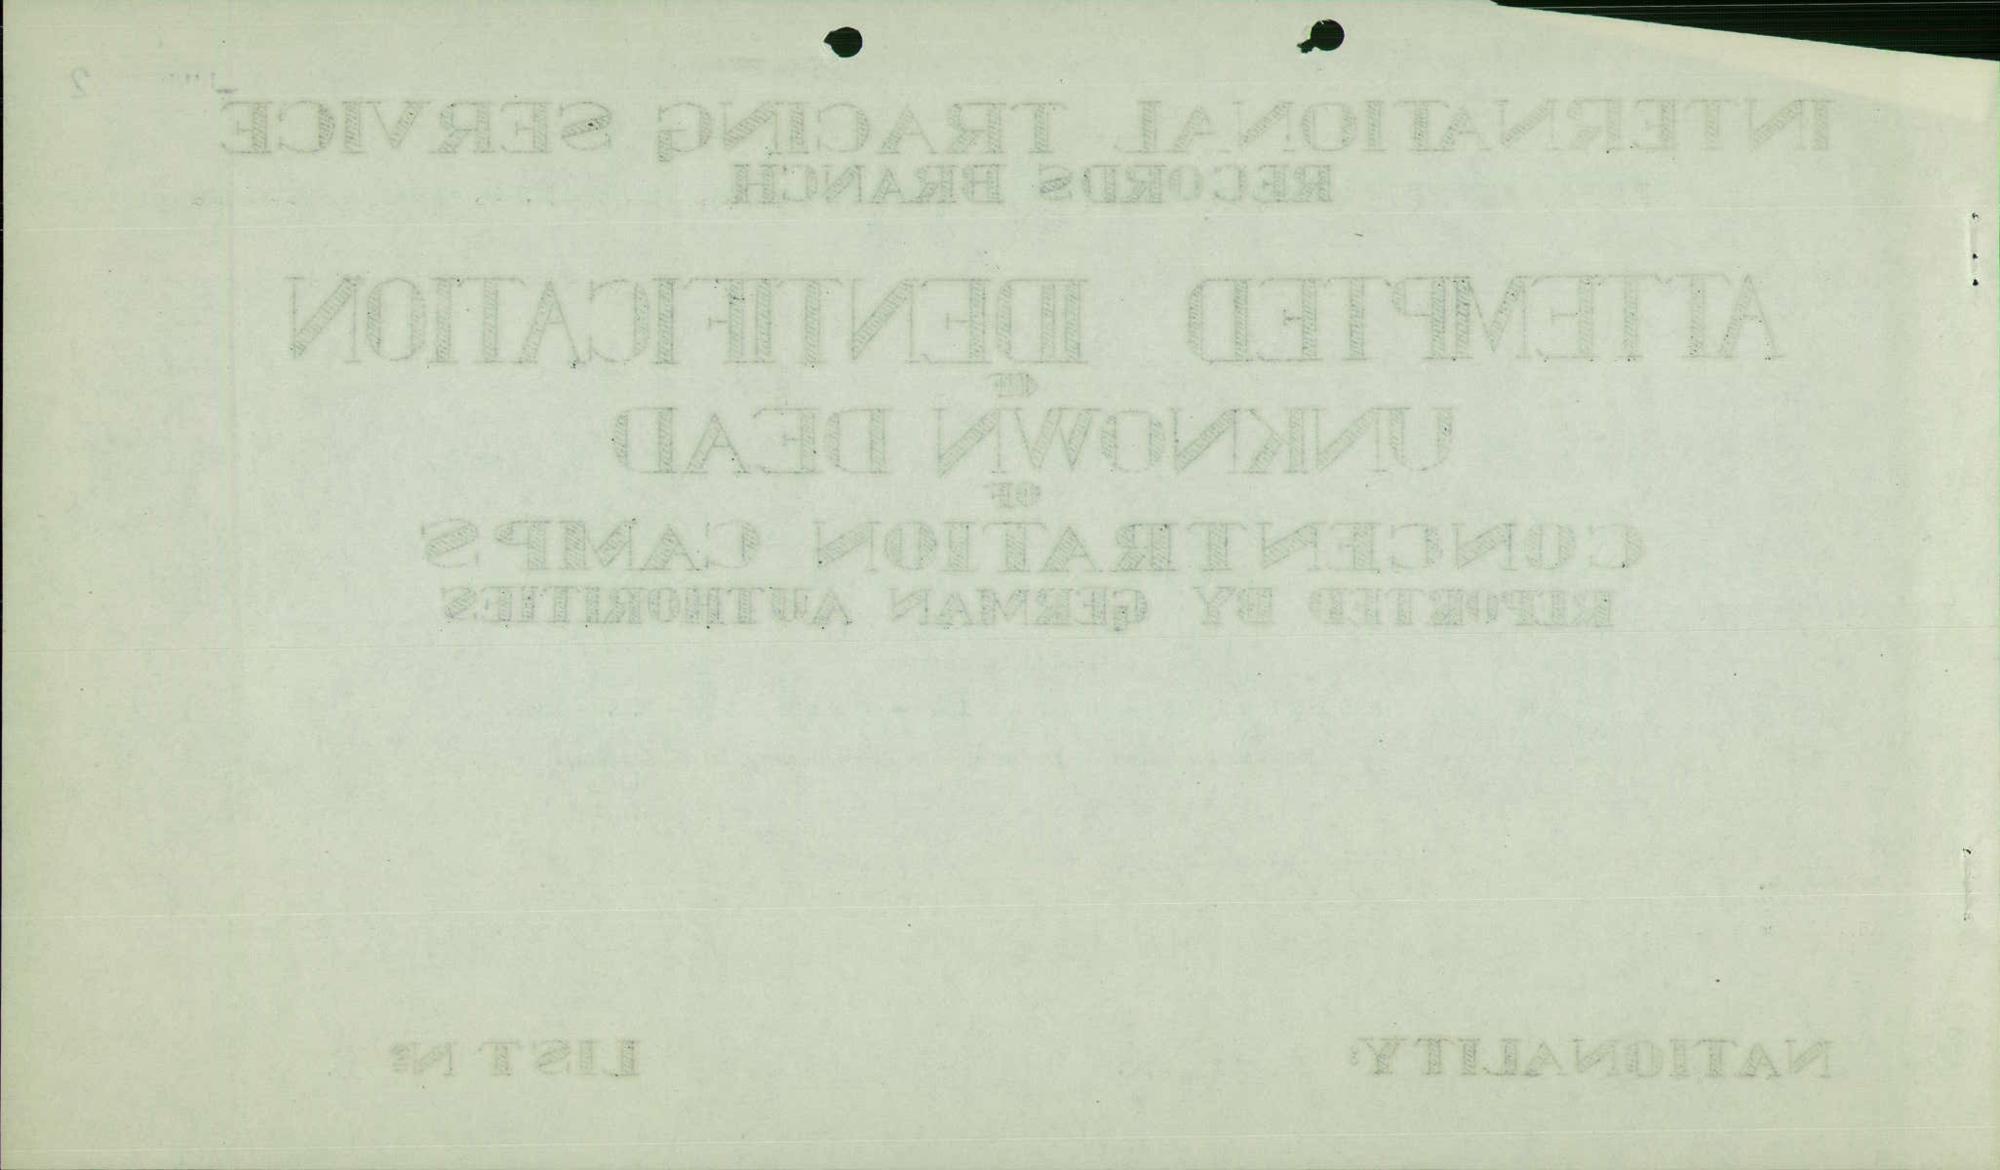 2
INTERNATIONAL TRACING SERVICE
RECORDS BRANCH
ATTEMPTED IDENTIFICATION
OF
UNKNOWN DEAD
OF
CONCENTRATION CAMPS
REPORTED BY GERMAN AUTHORITIES
NATIONALITY: LIST Nº